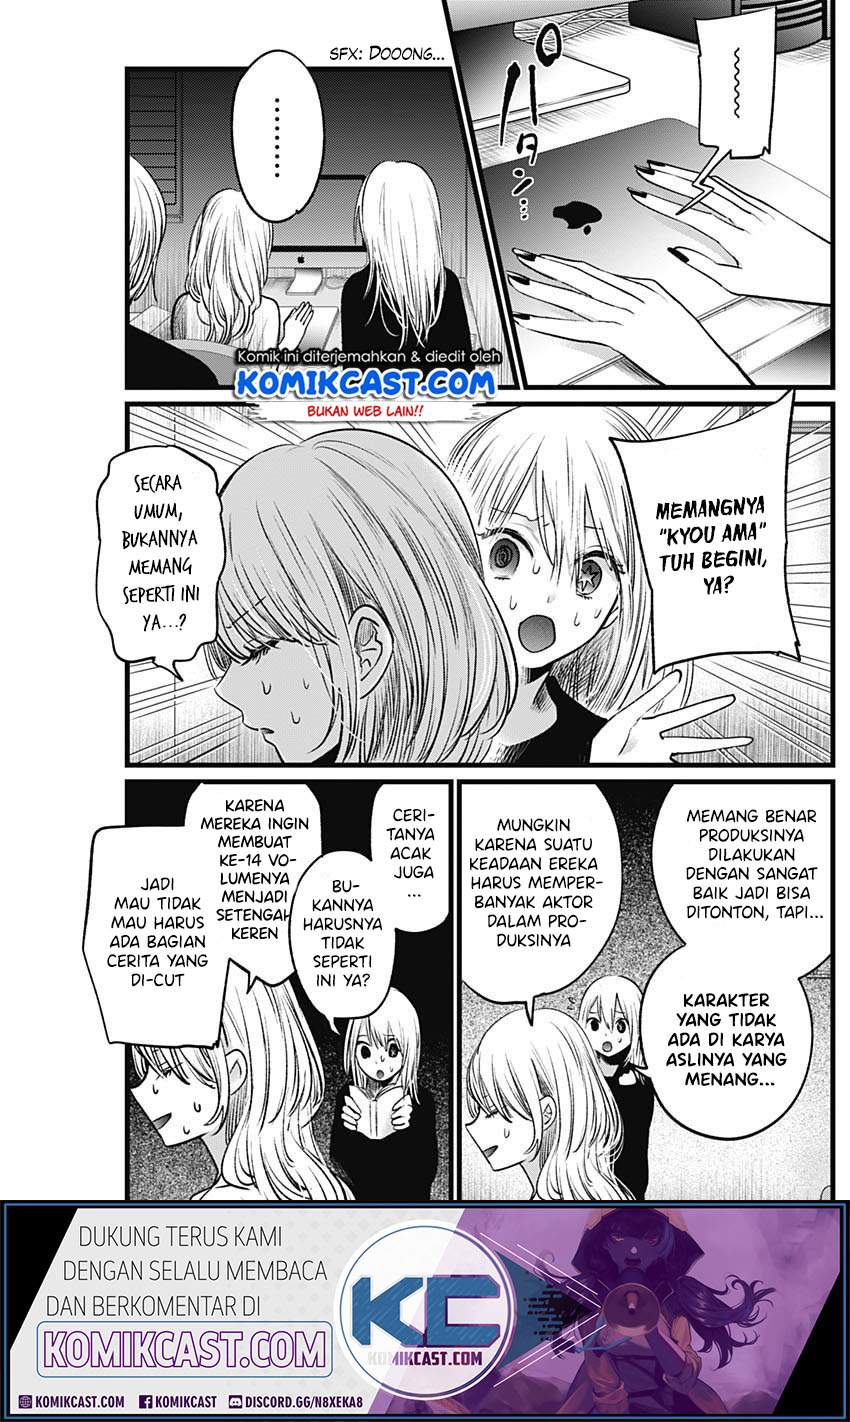 パタン…
SFX: DOOONG...
Komik ini diterjemahkan & diedit oleh
KOMIKCAST.COM
BUKAN WEB LAIN!!
MEMANGNYA
"KYOU AMA"
TUH BEGINI,
YA?
SECARA
UMUM,
BUKANNYA
MEMANG
SEPERTI INI
YA...?
MEMANG BENAR
PRODUKSINYA
DILAKUKAN
DENGAN SANGAT
BAIK JADI BISA
DITONTON, TAPI...
KARAKTER
YANG TIDAK
ADA DI KARYA
ASLINYA YANG
MENANG...
MUNGKIN
KARENA SUATU
KEADAAN EREKA
HARUS MEMPER-
BANYAK AKTOR
DALAM PRO-
DUKSINYA
CERI-
TANYA
ACAK
JUGA
...
BU-
KANNYA
HARUSNYA
TIDAK
SEPERTI
INI YA?
KARENA
MEREKA INGIN
MEMBUAT
KE-14 VO-
LUMENYA
MENJADI
SETENGAH
KEREN
JADI
MAU TIDAK
MAU HARUS
ADA BAGIAN
CERITA YANG
DI-CUT
DUKUNG TERUS KAMI
DENGAN SELALU MEMBACA
DAN BERKOMENTAR DI
KOMIKCAST.COM
KOMIKCAST.COM KOMIKCAST DISCORD.GG/N8XEKA8
KC
KOMIKCAST.COM